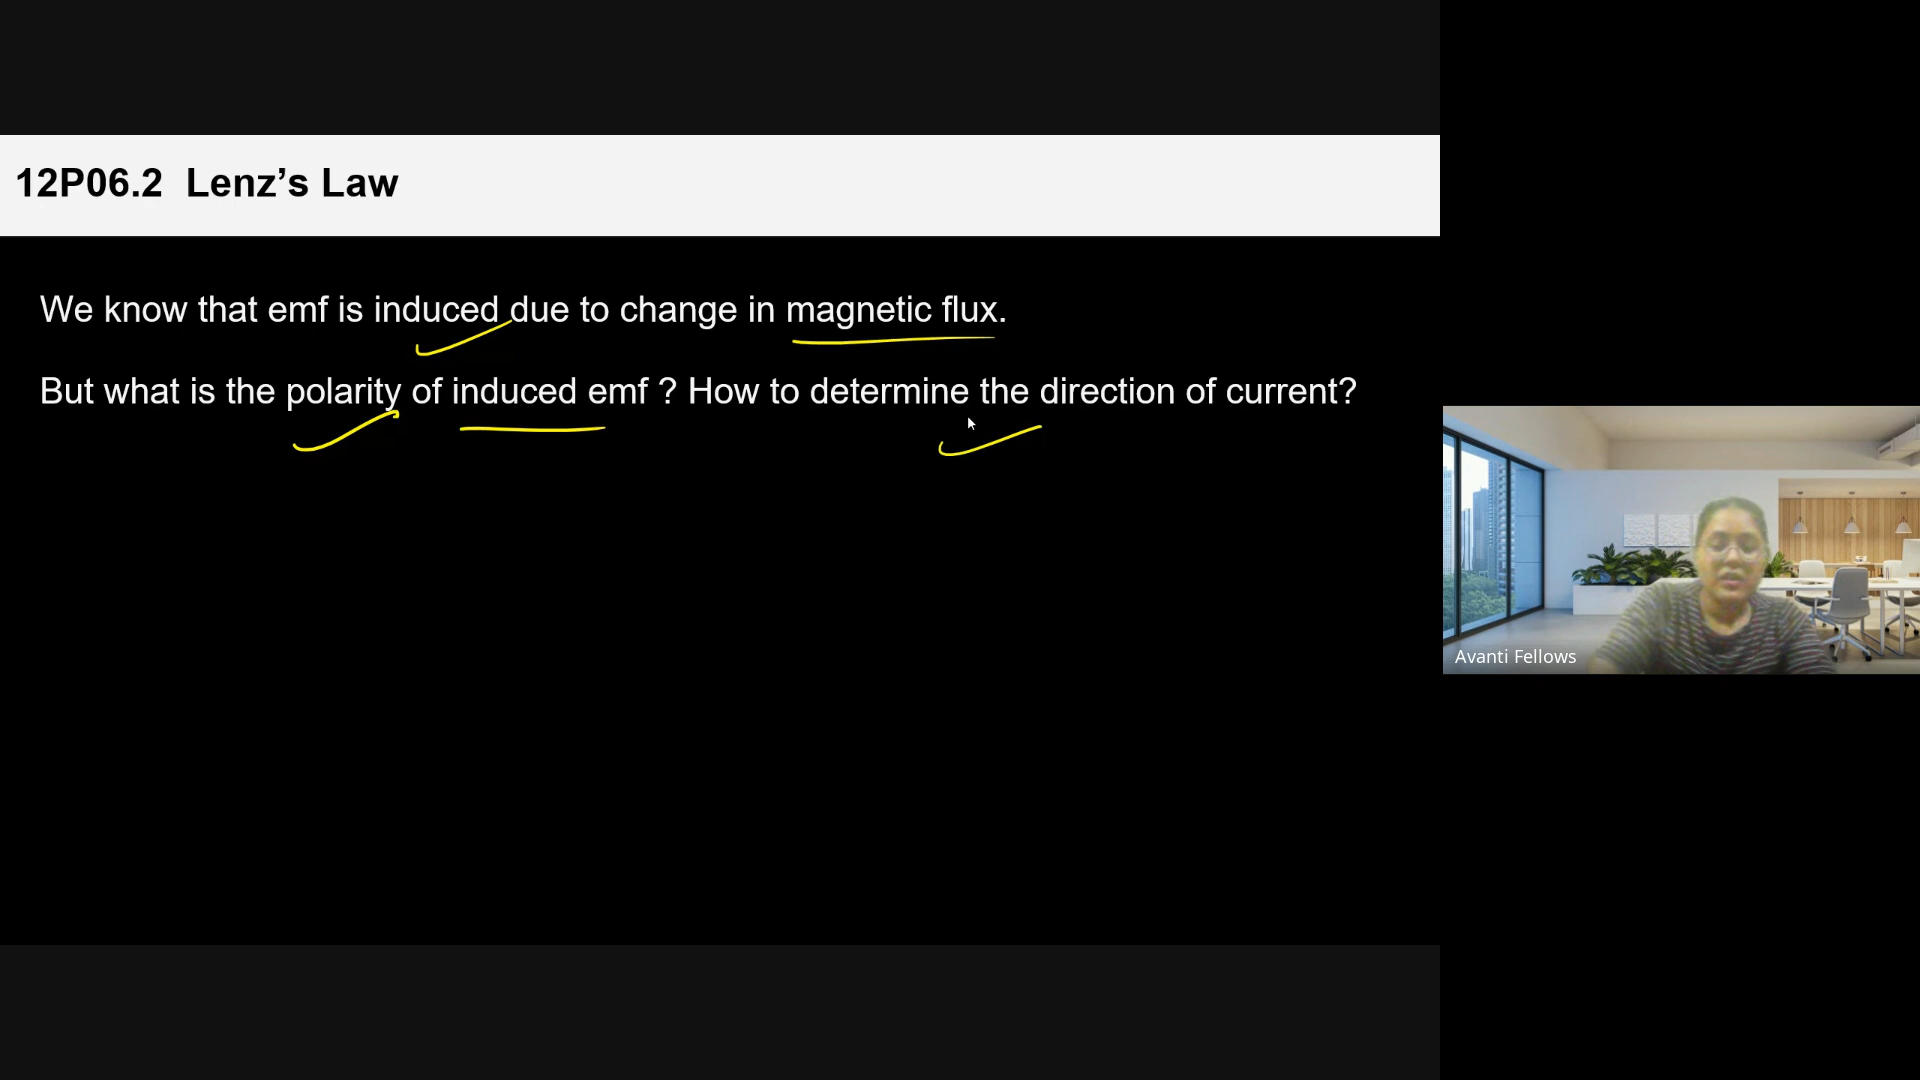 12P06.2 Lenz’s Law
We know that emf is induced due to change in magnetic flux.
But what is the polarity of induced emf ? How to determine the direction of current?
Avanti Fellows